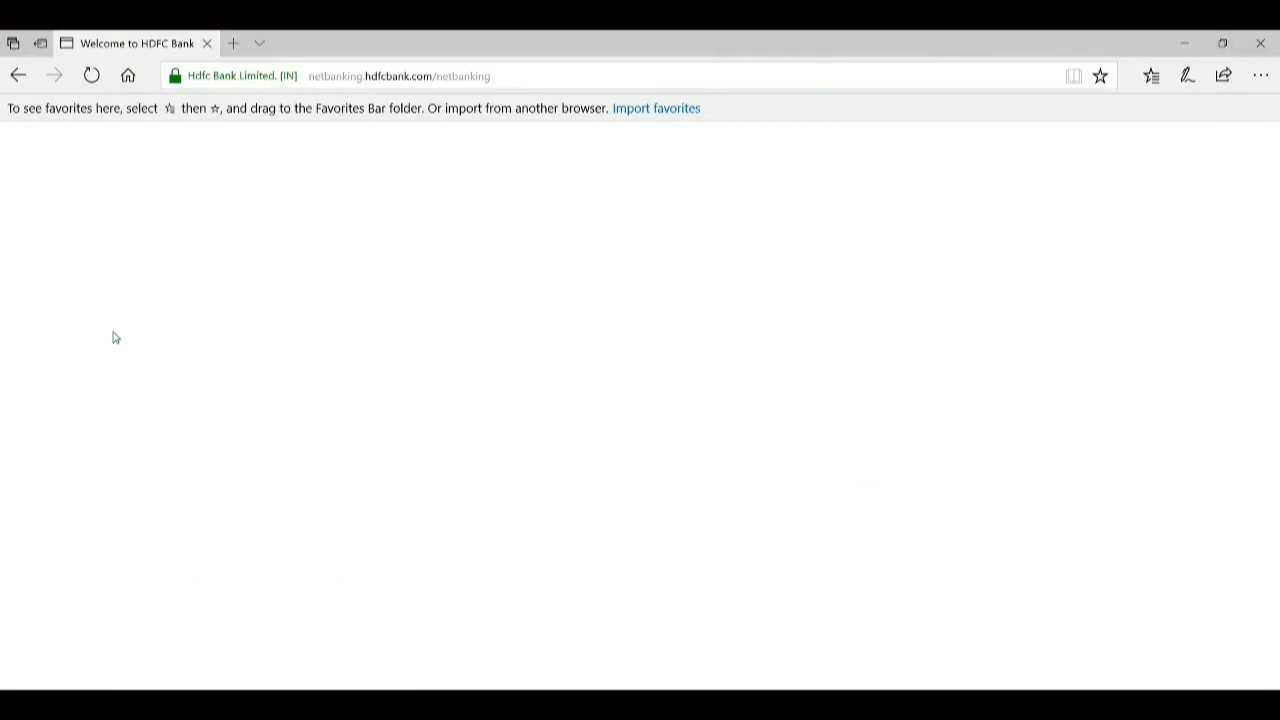 Welcome to HDFC Bank
Hdfc Bank Limited. [IN] netbanking.hdfcbank.com/netbanking
To see favorites here, select then ☆, and drag to the Favorites Bar folder. Or import from another browser. Import favorites